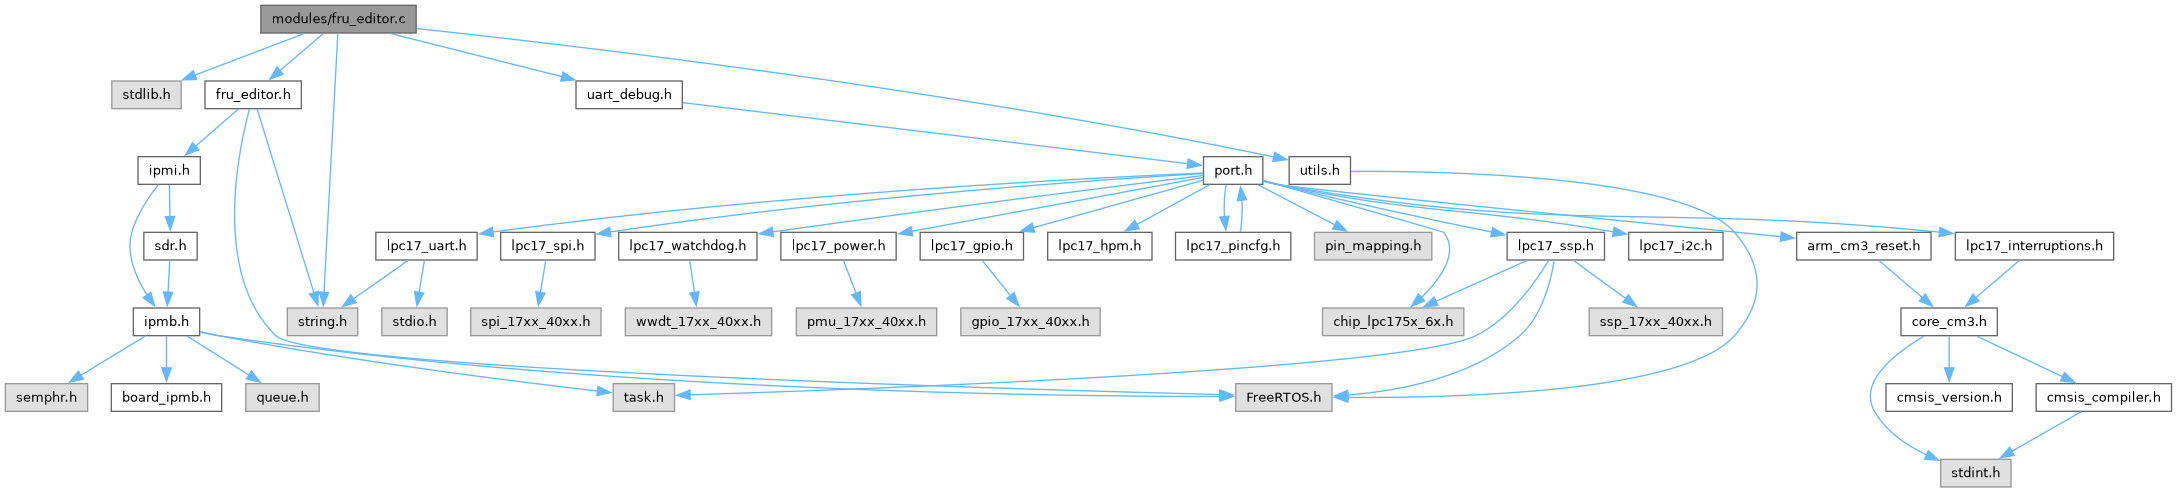 modules/fru_editor.c
stdlib.h
fru_editor.h
uart_debug.h
ipmi.h
port.h
utils.h
sdr.h
lpc17_uart.h
lpc17_spi.h
lpc17_watchdog.h
lpc17_power.h
lpc17_gpio.h
lpc17_hpm.h
lpc17_pincfg.h
pin_mapping.h
lpc17_ssp.h
lpc17_i2c.h
arm_cm3_reset.h
lpc17_interruptions.h
ipmb.h
string.h
stdio.h
spi_17xx_40xx.h
wwdt_17xx_40xx.h
pmu_17xx_40xx.h
gpio_17xx_40xx.h
chip_lpc175x_6x.h
ssp_17xx_40xx.h
core_cm3.h
semphr.h
board_ipmb.h
queue.h
task.h
FreeRTOS.h
cmsis_version.h
cmsis_compiler.h
stdint.h